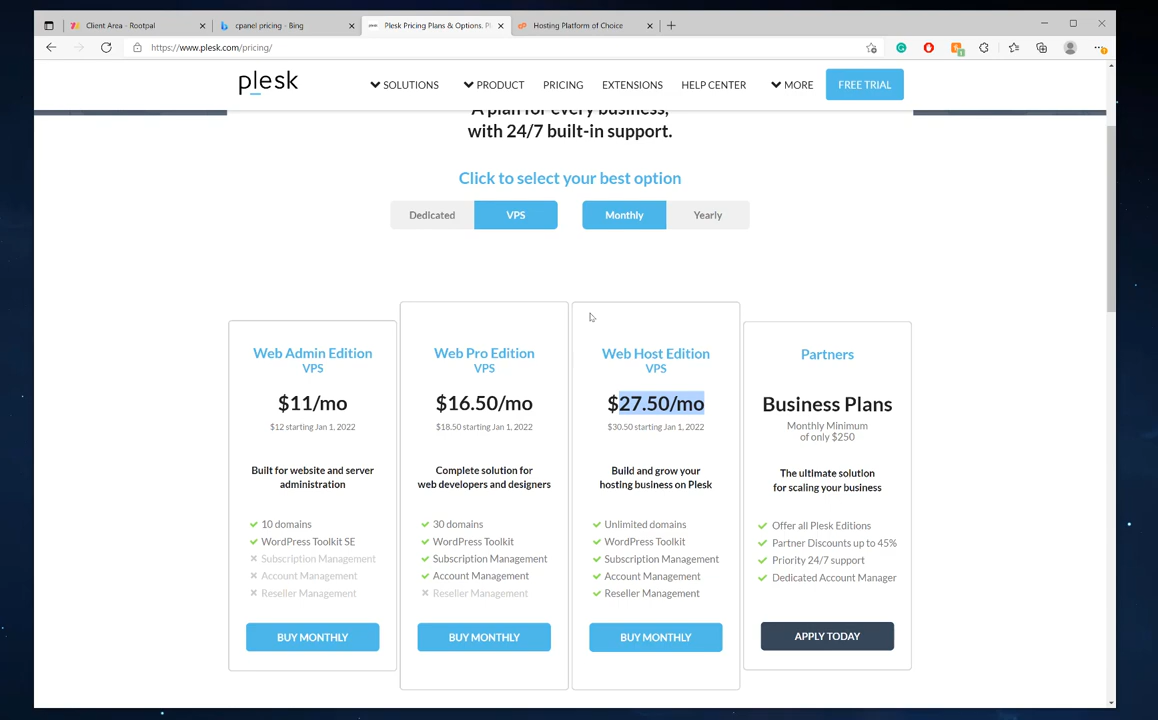 Client Area - Rootpal
cpanel pricing - Bing
Plesk Pricing Plans & Options. Pl
Hosting Platform of Choice
https://www.plesk.com/pricing/
plesk
SOLUTIONS
PRODUCT
PRICING
EXTENSIONS
HELP CENTER
MORE
FREE TRIAL
A plan for every business,
with 24/7 built-in support.
Click to select your best option
Dedicated
VPS
Monthly
Yearly
Web Admin Edition
VPS
$11/mo
$12 starting Jan 1, 2022
Built for website and server
administration
10 domains
WordPress Toolkit SE
Subscription Management
Account Management
Reseller Management
BUY MONTHLY
Web Pro Edition
VPS
$16.50/mo
$18.50 starting Jan 1, 2022
Complete solution for
web developers and designers
30 domains
WordPress Toolkit
Subscription Management
Account Management
Reseller Management
BUY MONTHLY
Web Host Edition
VPS
$27.50/mo
$30.50 starting Jan 1, 2022
Build and grow your
hosting business on Plesk
Unlimited domains
WordPress Toolkit
Subscription Management
Account Management
Reseller Management
BUY MONTHLY
Partners
Business Plans
Monthly Minimum
of only $250
The ultimate solution
for scaling your business
Offer all Plesk Editions
Partner Discounts up to 45%
Priority 24/7 support
Dedicated Account Manager
APPLY TODAY